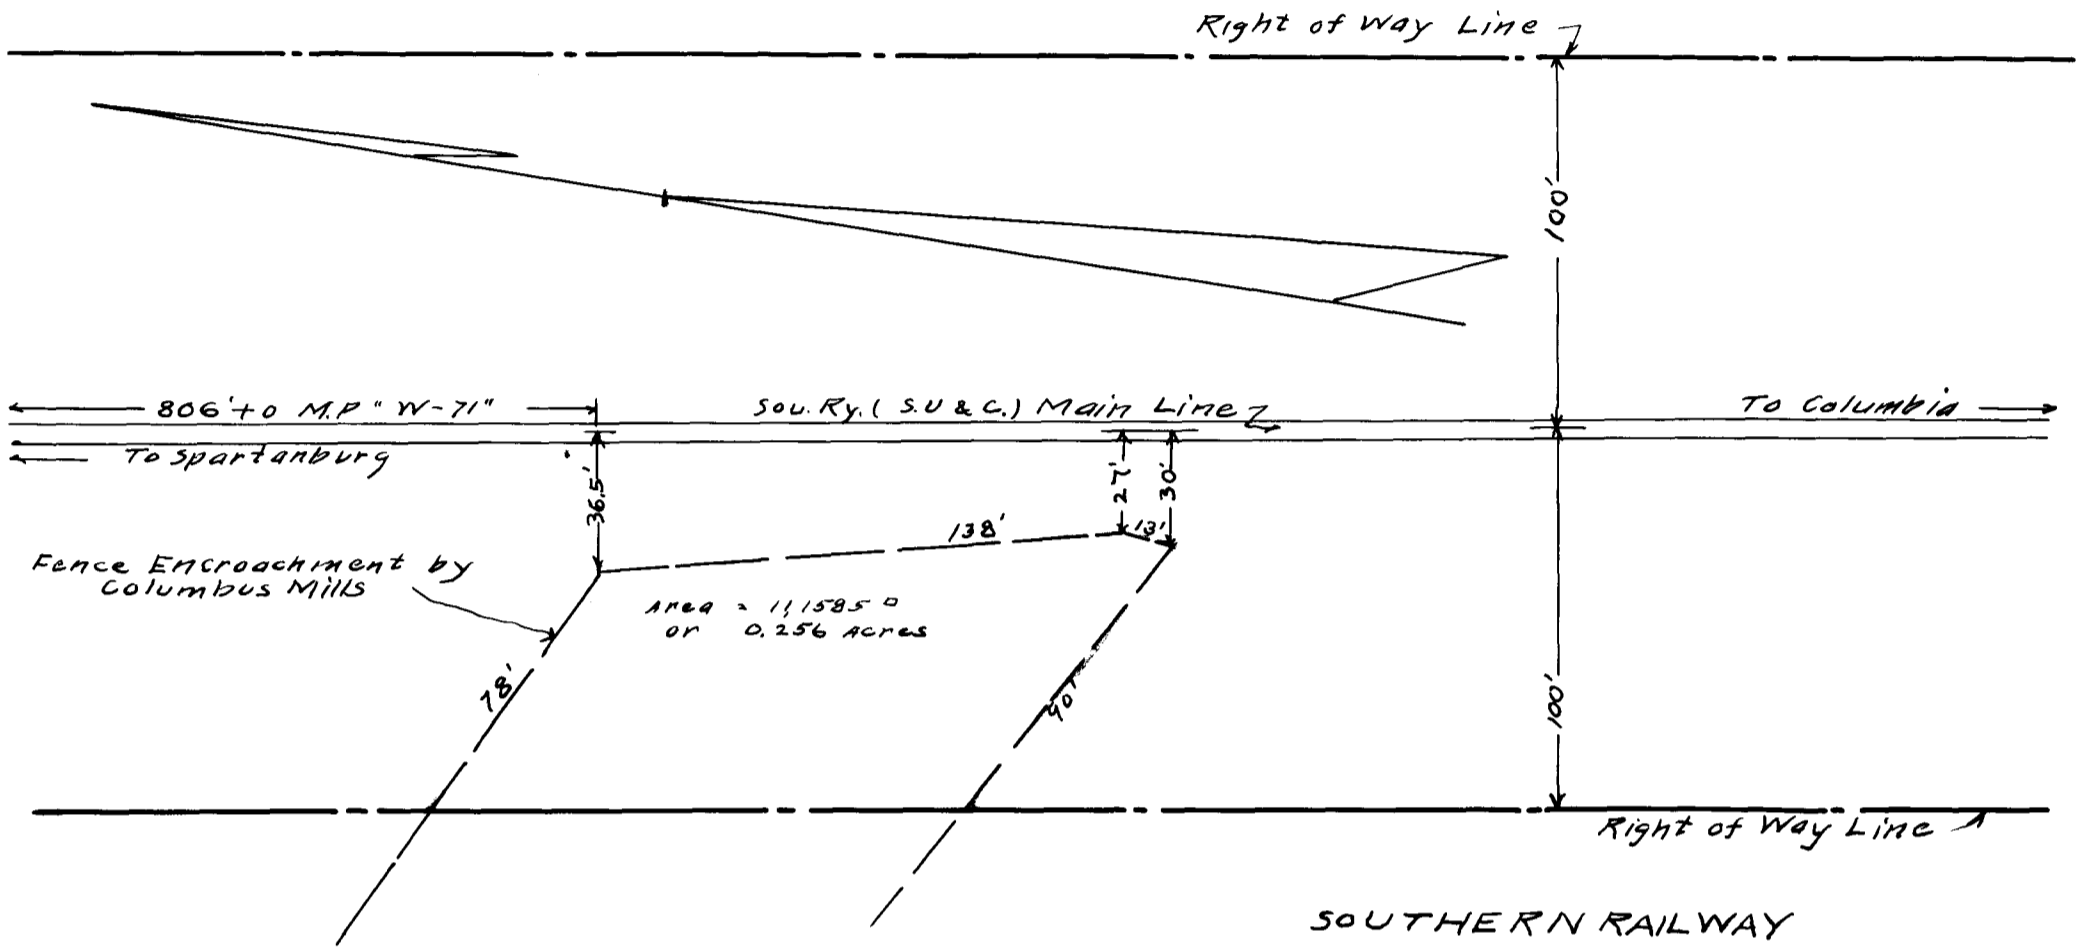 Right of Way Line
100'
806' to M.P "W-71"
Sou. Ry. ( S.U & C.) Main Line
To Columbia
To Spartanburg
36.5'
27'
30'
138'
13'
Fence Encroachment by
Columbus Mills
Area = 11,158.5 □
or 0.256 Acres
78'
90'
100'
Right of Way Line
SOUTHERN RAILWAY